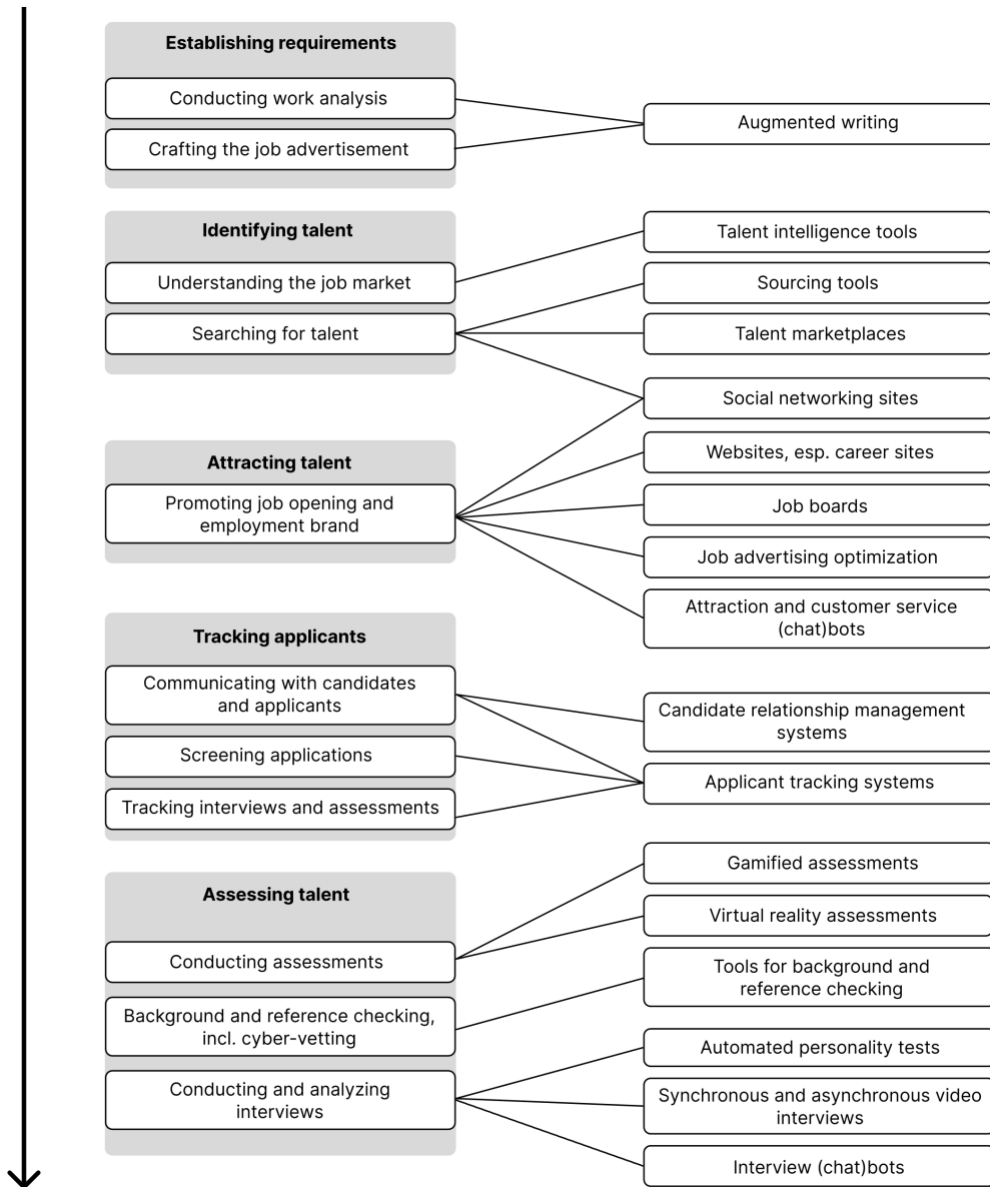 Establishing requirements
Conducting work analysis
Crafting the job advertisement
Augmented writing
Identifying talent
Understanding the job market
Searching for talent
Talent intelligence tools
Sourcing tools
Talent marketplaces
Social networking sites
Attracting talent
Promoting job opening and
employment brand
Websites, esp. career sites
Job boards
Job advertising optimization
Attraction and customer service
(chat)bots
Tracking applicants
Communicating with candidates
and applicants
Screening applications
Tracking interviews and assessments
Candidate relationship management
systems
Applicant tracking systems
Assessing talent
Conducting assessments
Background and reference checking,
incl. cyber-vetting
Conducting and analyzing
interviews
Gamified assessments
Virtual reality assessments
Tools for background and
reference checking
Automated personality tests
Synchronous and asynchronous video
interviews
Interview (chat)bots